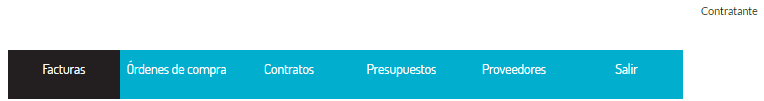 Contratante
Facturas Órdenes de compra Contratos Presupuestos Proveedores Salir